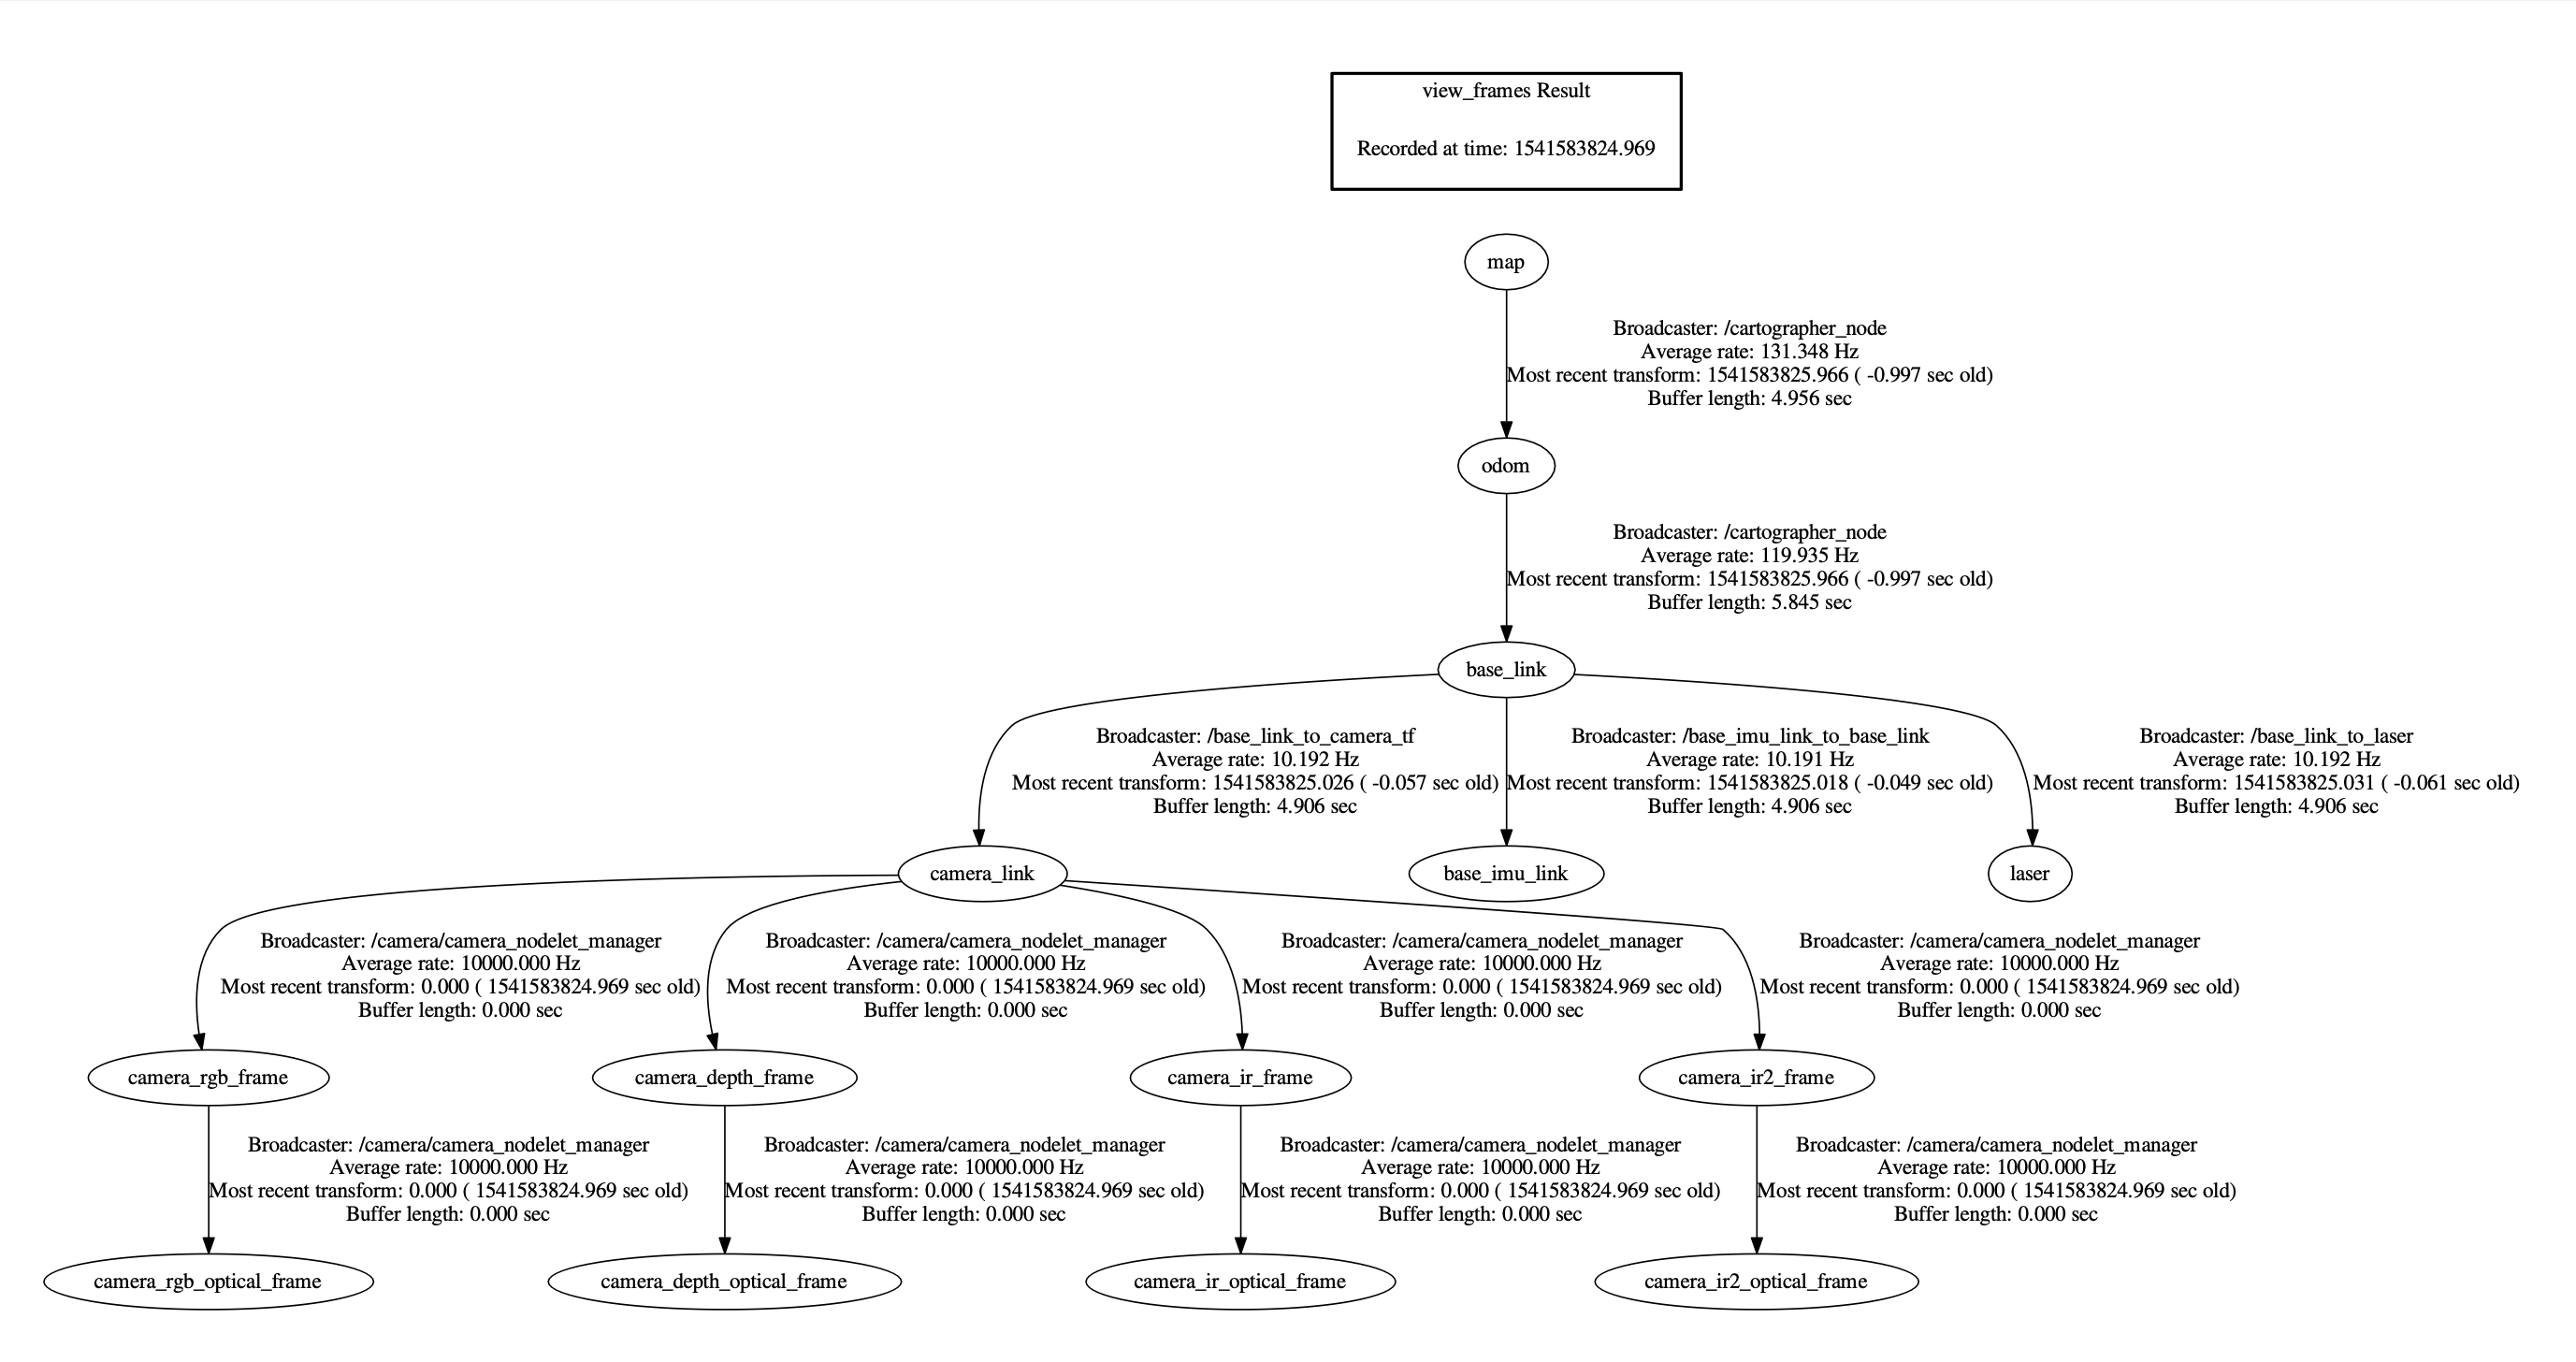 view_frames Result
Recorded at time: 1541583824.969
map
Broadcaster: /cartographer_node
Average rate: 131.348 Hz
Most recent transform: 1541583825.966 ( -0.997 sec old)
Buffer length: 4.956 sec
odom
Broadcaster: /cartographer_node
Average rate: 119.935 Hz
Most recent transform: 1541583825.966 ( -0.997 sec old)
Buffer length: 5.845 sec
base_link
Broadcaster: /base_link_to_camera_tf
Average rate: 10.192 Hz
Most recent transform: 1541583825.026 ( -0.057 sec old)
Buffer length: 4.906 sec
Broadcaster: /base_imu_link_to_base_link
Average rate: 10.191 Hz
Most recent transform: 1541583825.018 ( -0.049 sec old)
Buffer length: 4.906 sec
Broadcaster: /base_link_to_laser
Average rate: 10.192 Hz
Most recent transform: 1541583825.031 ( -0.061 sec old)
Buffer length: 4.906 sec
camera_link
base_imu_link
laser
Broadcaster: /camera/camera_nodelet_manager
Average rate: 10000.000 Hz
Most recent transform: 0.000 ( 1541583824.969 sec old)
Buffer length: 0.000 sec
Broadcaster: /camera/camera_nodelet_manager
Average rate: 10000.000 Hz
Most recent transform: 0.000 ( 1541583824.969 sec old)
Buffer length: 0.000 sec
Broadcaster: /camera/camera_nodelet_manager
Average rate: 10000.000 Hz
Most recent transform: 0.000 ( 1541583824.969 sec old)
Buffer length: 0.000 sec
Broadcaster: /camera/camera_nodelet_manager
Average rate: 10000.000 Hz
Most recent transform: 0.000 ( 1541583824.969 sec old)
Buffer length: 0.000 sec
camera_rgb_frame
camera_depth_frame
camera_ir_frame
camera_ir2_frame
Broadcaster: /camera/camera_nodelet_manager
Average rate: 10000.000 Hz
Most recent transform: 0.000 ( 1541583824.969 sec old)
Buffer length: 0.000 sec
Broadcaster: /camera/camera_nodelet_manager
Average rate: 10000.000 Hz
Most recent transform: 0.000 ( 1541583824.969 sec old)
Buffer length: 0.000 sec
Broadcaster: /camera/camera_nodelet_manager
Average rate: 10000.000 Hz
Most recent transform: 0.000 ( 1541583824.969 sec old)
Buffer length: 0.000 sec
Broadcaster: /camera/camera_nodelet_manager
Average rate: 10000.000 Hz
Most recent transform: 0.000 ( 1541583824.969 sec old)
Buffer length: 0.000 sec
camera_rgb_optical_frame
camera_depth_optical_frame
camera_ir_optical_frame
camera_ir2_optical_frame